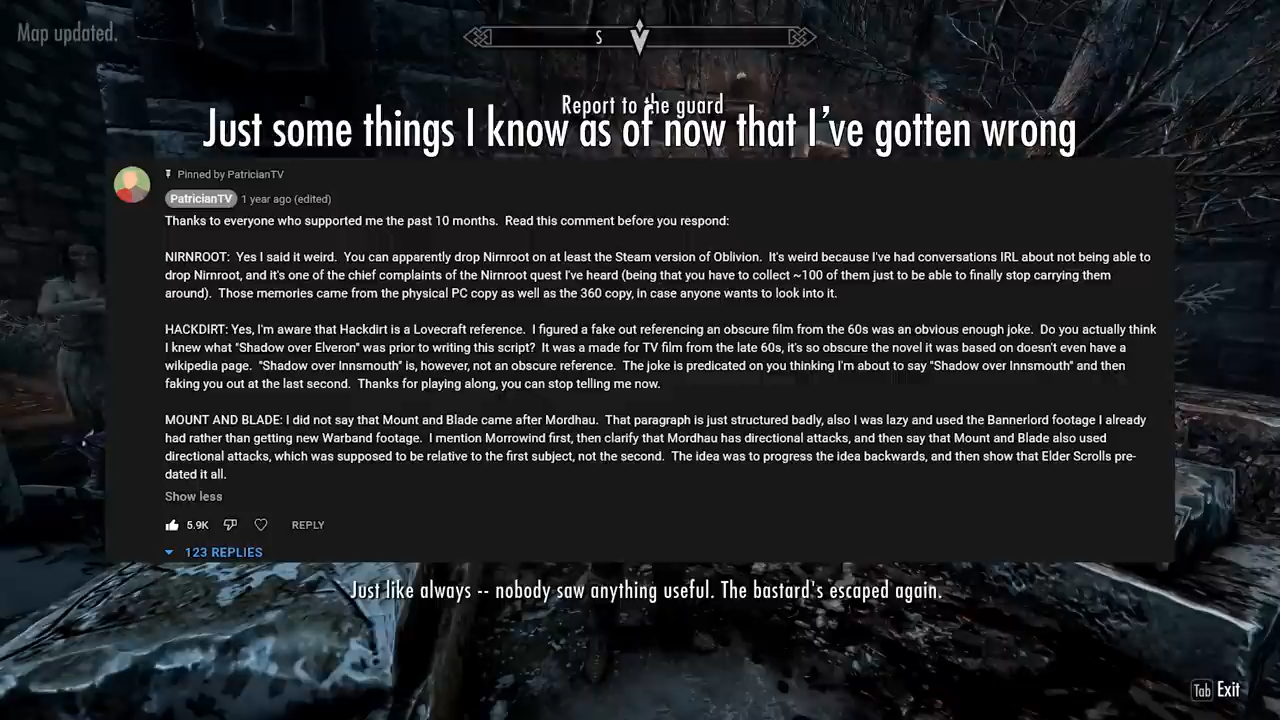 Map updated.
S
Report to the guard
Just some things I know as of now that I've gotten wrong
Pinned by PatricianTV
PatricianTV 1 year ago (edited)
Thanks to everyone who supported me the past 10 months. Read this comment before you respond:
NIRNROOT: Yes I said it weird. You can apparently drop Nirnroot on at least the Steam version of Oblivion. It's weird because I've had conversations IRL about not being able to
drop Nirnroot, and it's one of the chief complaints of the Nirnroot quest I've heard (being that you have to collect ~100 of them just to be able to finally stop carrying them
around). Those memories came from the physical PC copy as well as the 360 copy, in case anyone wants to look into it.
HACKDIRT: Yes, I'm aware that Hackdirt is a Lovecraft reference. I figured a fake out referencing an obscure film from the 60s was an obvious enough joke. Do you actually think
I knew what "Shadow over Elveron" was prior to writing this script? It was a made for TV film from the late 60s, it's so obscure the novel it was based on doesn't even have a
wikipedia page. "Shadow over Innsmouth" is, however, not an obscure reference. The joke is predicated on you thinking I'm about to say "Shadow over Innsmouth" and then
faking you out at the last second. Thanks for playing along, you can stop telling me now.
MOUNT AND BLADE: I did not say that Mount and Blade came after Mordhau. That paragraph is just structured badly, also I was lazy and used the Bannerlord footage I already
had rather than getting new Warband footage. I mention Morrowind first, then clarify that Mordhau has directional attacks, and then say that Mount and Blade also used
directional attacks, which was supposed to be relative to the first subject, not the second. The idea was to progress the idea backwards, and then show that Elder Scrolls pre-
dated it all.
Show less
5.9K REPLY
123 REPLIES
Just like always -- nobody saw anything useful. The bastard's escaped again.
Tab Exit